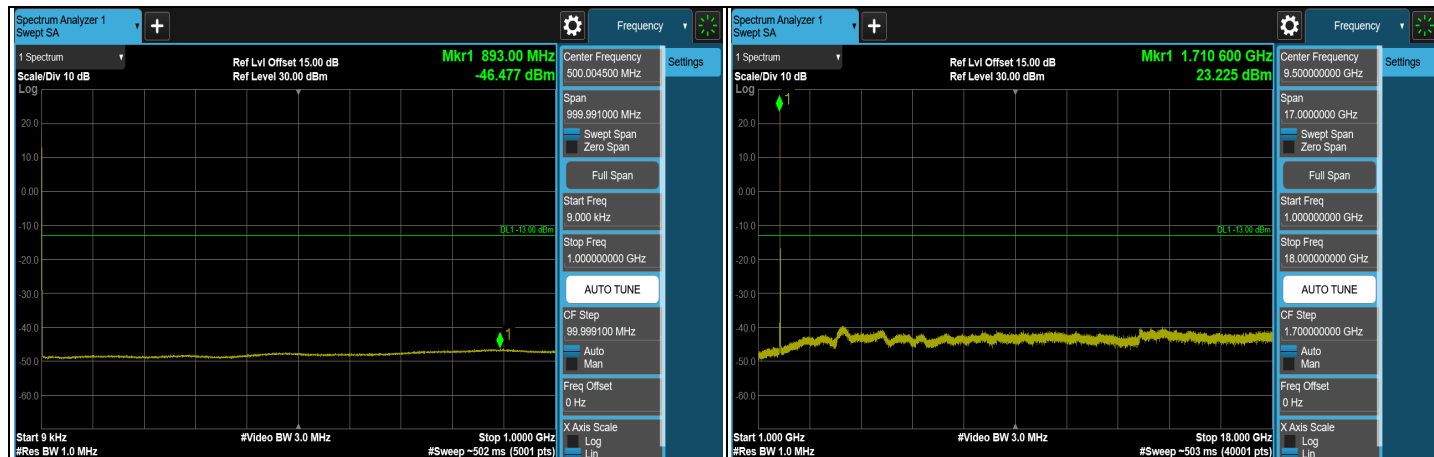 Spectrum Analyzer 1
Swept SA
+
Frequency
1 Spectrum
Scale/Div 10 dB
Log
Ref Lvl Offset 15.00 dB
Ref Level 30.00 dBm
Mkr1 893.00 MHz
-46.477 dBm
1
20.0
10.0
0.00
-10.0
-20.0
-30.0
-40.0
-50.0
-60.0
DL1 -13.00 dBm
Start 9 kHz
#Res BW 1.0 MHz
#Video BW 3.0 MHz
Stop 1.0000 GHz
#Sweep ~502 ms (5001 pts)
Center Frequency
500.004500 MHz
Settings
Span
999.991000 MHz
Swept Span
Zero Span
Full Span
Start Freq
9.000 kHz
Stop Freq
1.000000000 GHz
AUTO TUNE
CF Step
99.999100 MHz
Auto
Man
Freq Offset
0 Hz
X Axis Scale
Log
Lin
Spectrum Analyzer 1
Swept SA
+
Frequency
1 Spectrum
Scale/Div 10 dB
Log
Ref Lvl Offset 15.00 dB
Ref Level 30.00 dBm
Mkr1 1.710 600 GHz
23.225 dBm
1
20.0
10.0
0.00
-10.0
-20.0
-30.0
-40.0
-50.0
-60.0
DL1 -13.00 dBm
Start 1.000 GHz
#Res BW 1.0 MHz
#Video BW 3.0 MHz
Stop 18.000 GHz
#Sweep ~503 ms (40001 pts)
Center Frequency
9.500000000 GHz
Settings
Span
17.0000000 GHz
Swept Span
Zero Span
Full Span
Start Freq
1.000000000 GHz
Stop Freq
18.000000000 GHz
AUTO TUNE
CF Step
1.700000000 GHz
Auto
Man
Freq Offset
0 Hz
X Axis Scale
Log
Lin